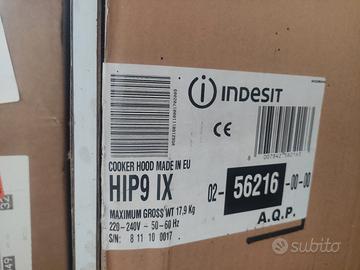 indesit
CE
COOKER HOOD MADE IN EU
HIP9 IX
02-56216-00-00
MAXIMUM GROSS WT 17,9 Kg
220-240V - 50-60 Hz
A.Q.P.
S/N: 8 11 10 0017
subito